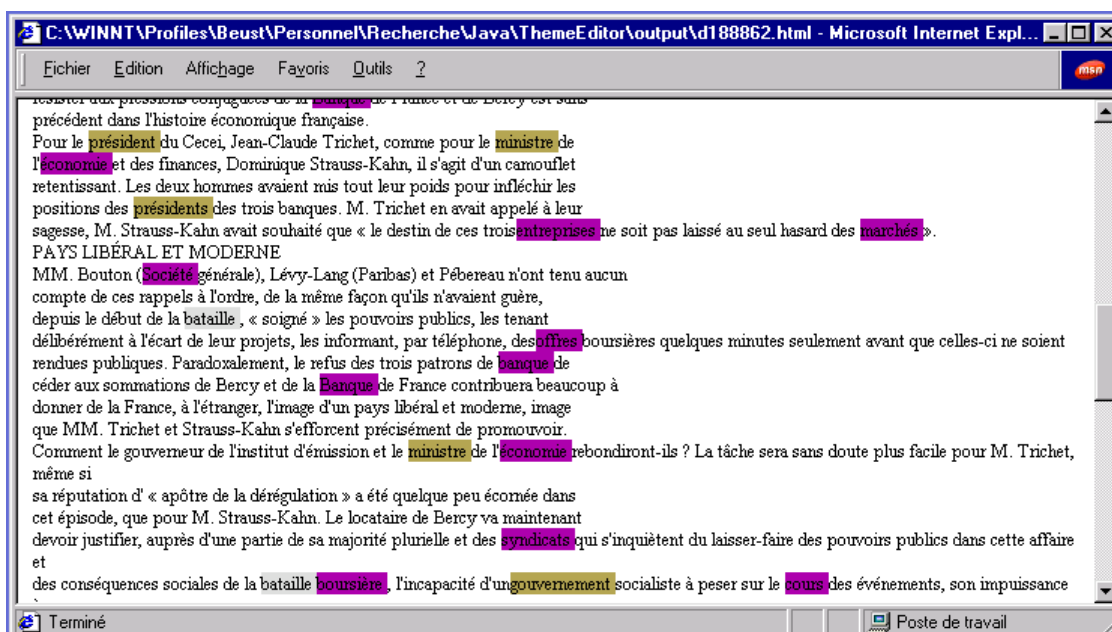 C:\WINNT\Profiles\Beust\Personnel\Recherche\Java\ThemeEditor\output\d188862.html - Microsoft Internet Expl...
Fichier Edition Affichage Favoris Outils ?
msn
résister aux pressions conjuguées de la Banque de France et de Bercy est sans
précédent dans l'histoire économique française.
Pour le président du Cecei, Jean-Claude Trichet, comme pour le ministre de
l'économie et des finances, Dominique Strauss-Kahn, il s'agit d'un camouflet
retentissant. Les deux hommes avaient mis tout leur poids pour infléchir les
positions des présidents des trois banques. M. Trichet en avait appelé à leur
sagesse, M. Strauss-Kahn avait souhaité que « le destin de ces trois entreprises ne soit pas laissé au seul hasard des marchés ».
PAYS LIBÉRAL ET MODERNE
MM. Bouton (Société générale), Lévy-Lang (Paribas) et Pébereau n'ont tenu aucun
compte de ces rappels à l'ordre, de la même façon qu'ils n'avaient guère,
depuis le début de la bataille , « soigné » les pouvoirs publics, les tenant
délibérément à l'écart de leur projets, les informant, par téléphone, des offres boursières quelques minutes seulement avant que celles-ci ne soient
rendues publiques. Paradoxalement, le refus des trois patrons de banque de
céder aux sommations de Bercy et de la Banque de France contribuera beaucoup à
donner de la France, à l'étranger, l'image d'un pays libéral et moderne, image
que MM. Trichet et Strauss-Kahn s'efforcent précisément de promouvoir.
Comment le gouverneur de l'institut d'émission et le ministre de l'économie rebondiront-ils ? La tâche sera sans doute plus facile pour M. Trichet,
même si
sa réputation d' « apôtre de la dérégulation » a été quelque peu écornée dans
cet épisode, que pour M. Strauss-Kahn. Le locataire de Bercy va maintenant
devoir justifier, auprès d'une partie de sa majorité plurielle et des syndicats qui s'inquiètent du laisser-faire des pouvoirs publics dans cette affaire
et
des conséquences sociales de la bataille boursière , l'incapacité d'un gouvernement socialiste à peser sur le cours des événements, son impuissance
Terminé
Poste de travail